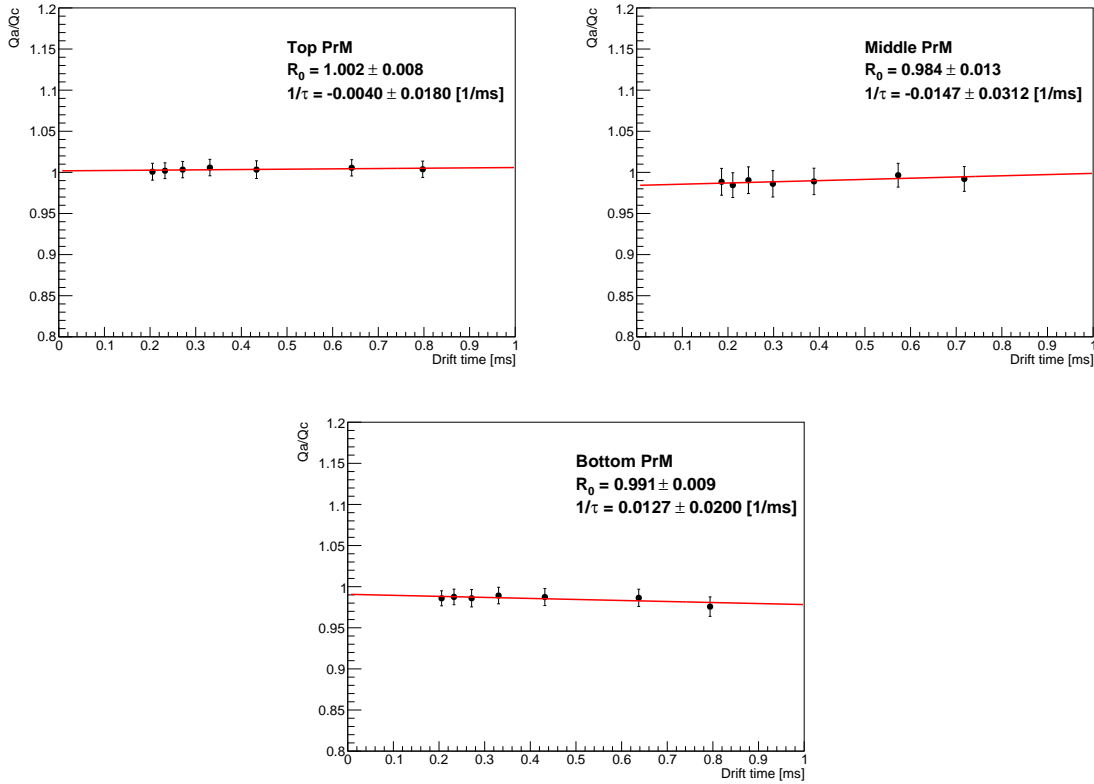 Qa/Qc
1.2
1.15
1.1
1.05
1
0.95
0.9
0.85
0.8
Top PrM
R0 = 1.002 ± 0.008
1/τ = -0.0040 ± 0.0180 [1/ms]
0 0.1 0.2 0.3 0.4 0.5 0.6 0.7 0.8 0.9 1
Drift time [ms]
Qa/Qc
1.2
1.15
1.1
1.05
1
0.95
0.9
0.85
0.8
Middle PrM
R0 = 0.984 ± 0.013
1/τ = -0.0147 ± 0.0312 [1/ms]
0 0.1 0.2 0.3 0.4 0.5 0.6 0.7 0.8 0.9 1
Drift time [ms]
Qa/Qc
1.2
1.15
1.1
1.05
1
0.95
0.9
0.85
0.8
Bottom PrM
R0 = 0.991 ± 0.009
1/τ = 0.0127 ± 0.0200 [1/ms]
0 0.1 0.2 0.3 0.4 0.5 0.6 0.7 0.8 0.9 1
Drift time [ms]